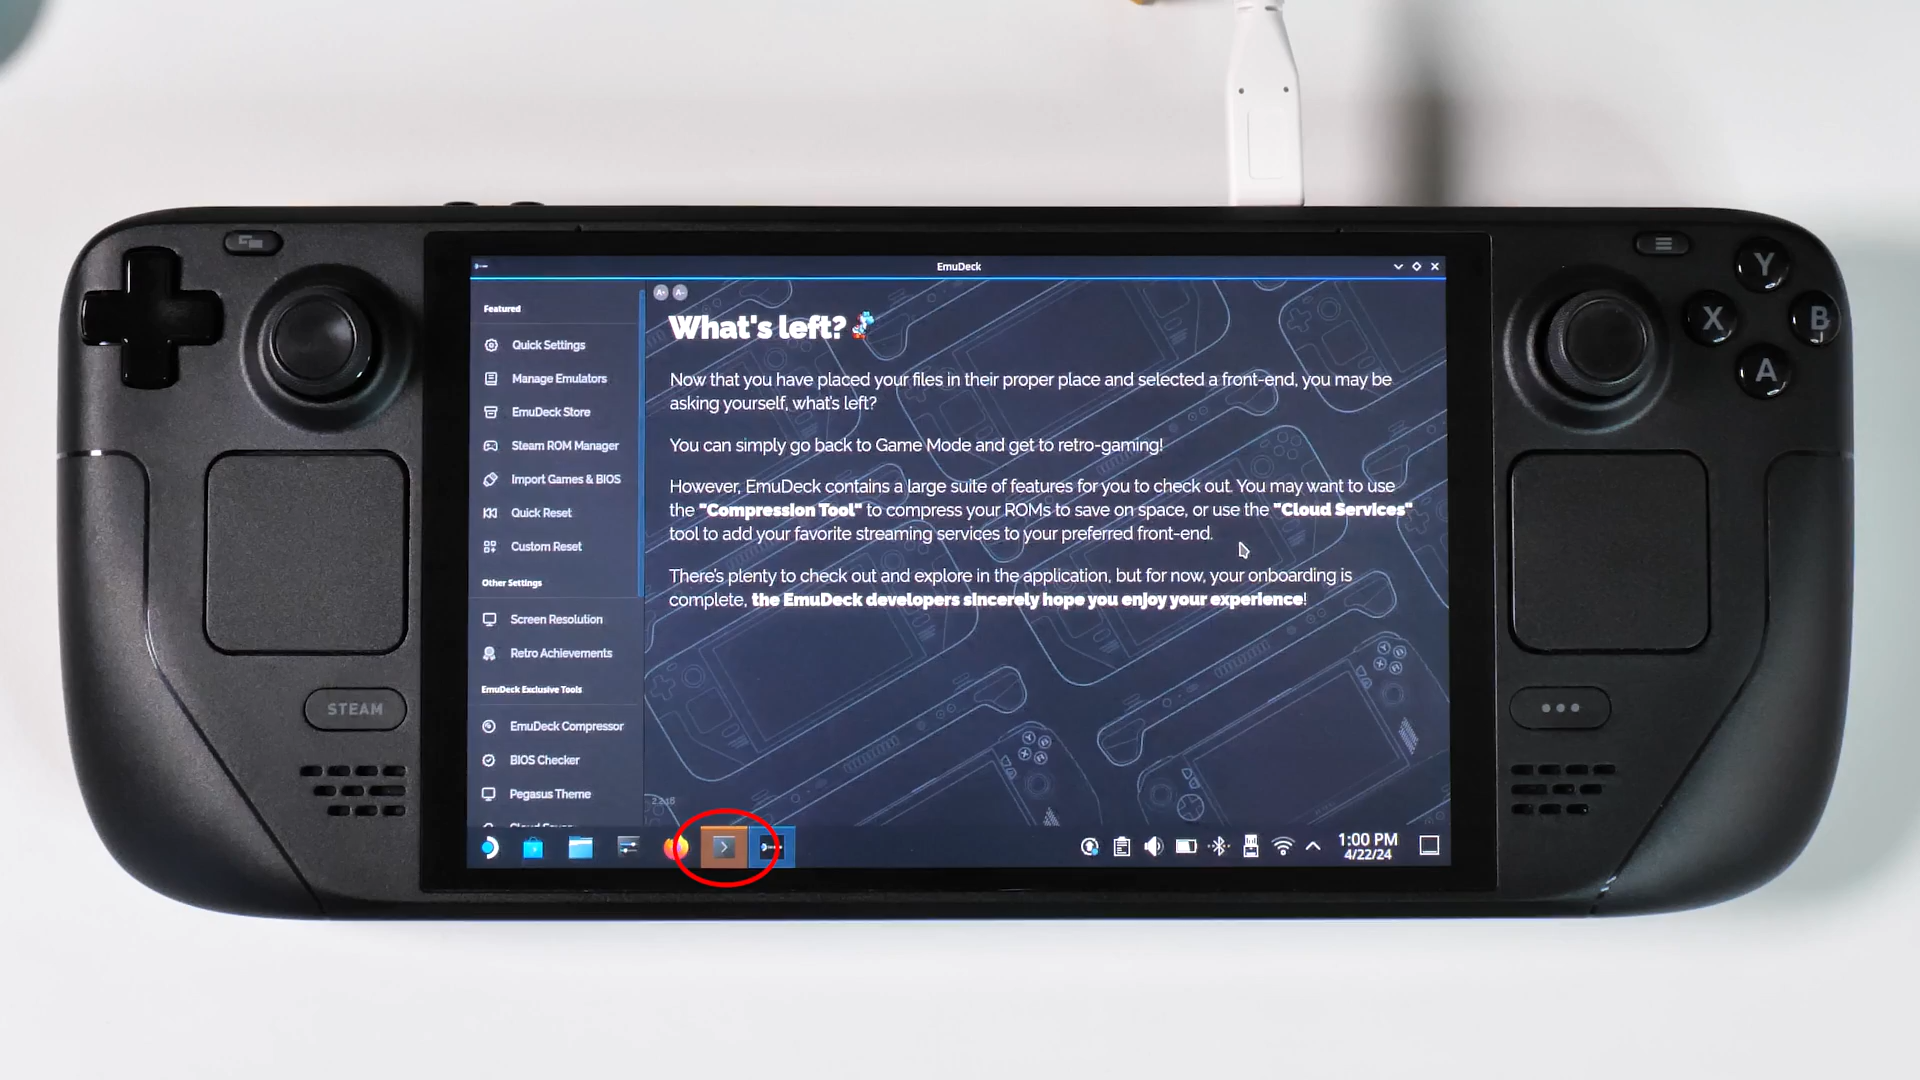 EmuDeck
Featured
Quick Settings
Manage Emulators
EmuDeck Store
Steam ROM Manager
Import Games & BIOS
Quick Reset
Custom Reset
Other Settings
Screen Resolution
Retro Achievements
EmuDeck Exclusive Tools
EmuDeck Compressor
BIOS Checker
Pegasus Theme
A+ A-
What's left?
Now that you have placed your files in their proper place and selected a front-end, you may be
asking yourself, what's left?
You can simply go back to Game Mode and get to retro-gaming!
However, EmuDeck contains a large suite of features for you to check out. You may want to use
the "Compression Tool" to compress your ROMs to save on space, or use the "Cloud Services"
tool to add your favorite streaming services to your preferred front-end.
There's plenty to check out and explore in the application, but for now, your onboarding is
complete, the EmuDeck developers sincerely hope you enjoy your experience!
1:00 PM
4/22/24
STEAM
Y
X
B
A